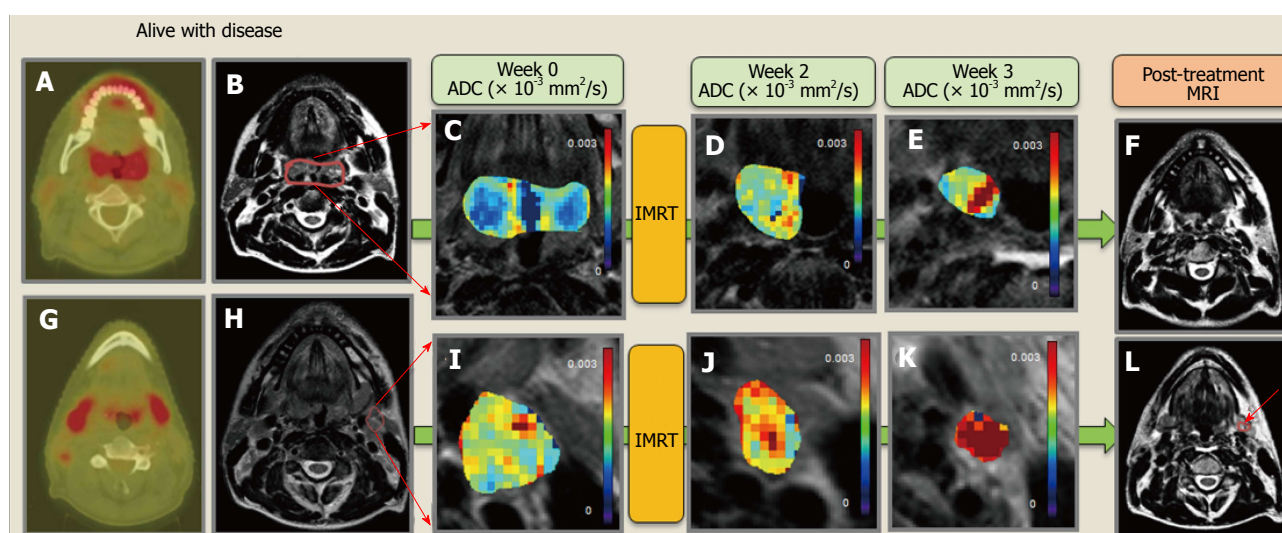 Alive with disease
Week 0
ADC (× 10⁻³ mm²/s)
Week 2
ADC (× 10⁻³ mm²/s)
Week 3
ADC (× 10⁻³ mm²/s)
Post-treatment
MRI
A
B
C
0.003
0
IMRT
D
0.003
0
E
0.003
0
F
G
H
I
0.003
0
IMRT
J
0.003
0
K
0.003
0
L